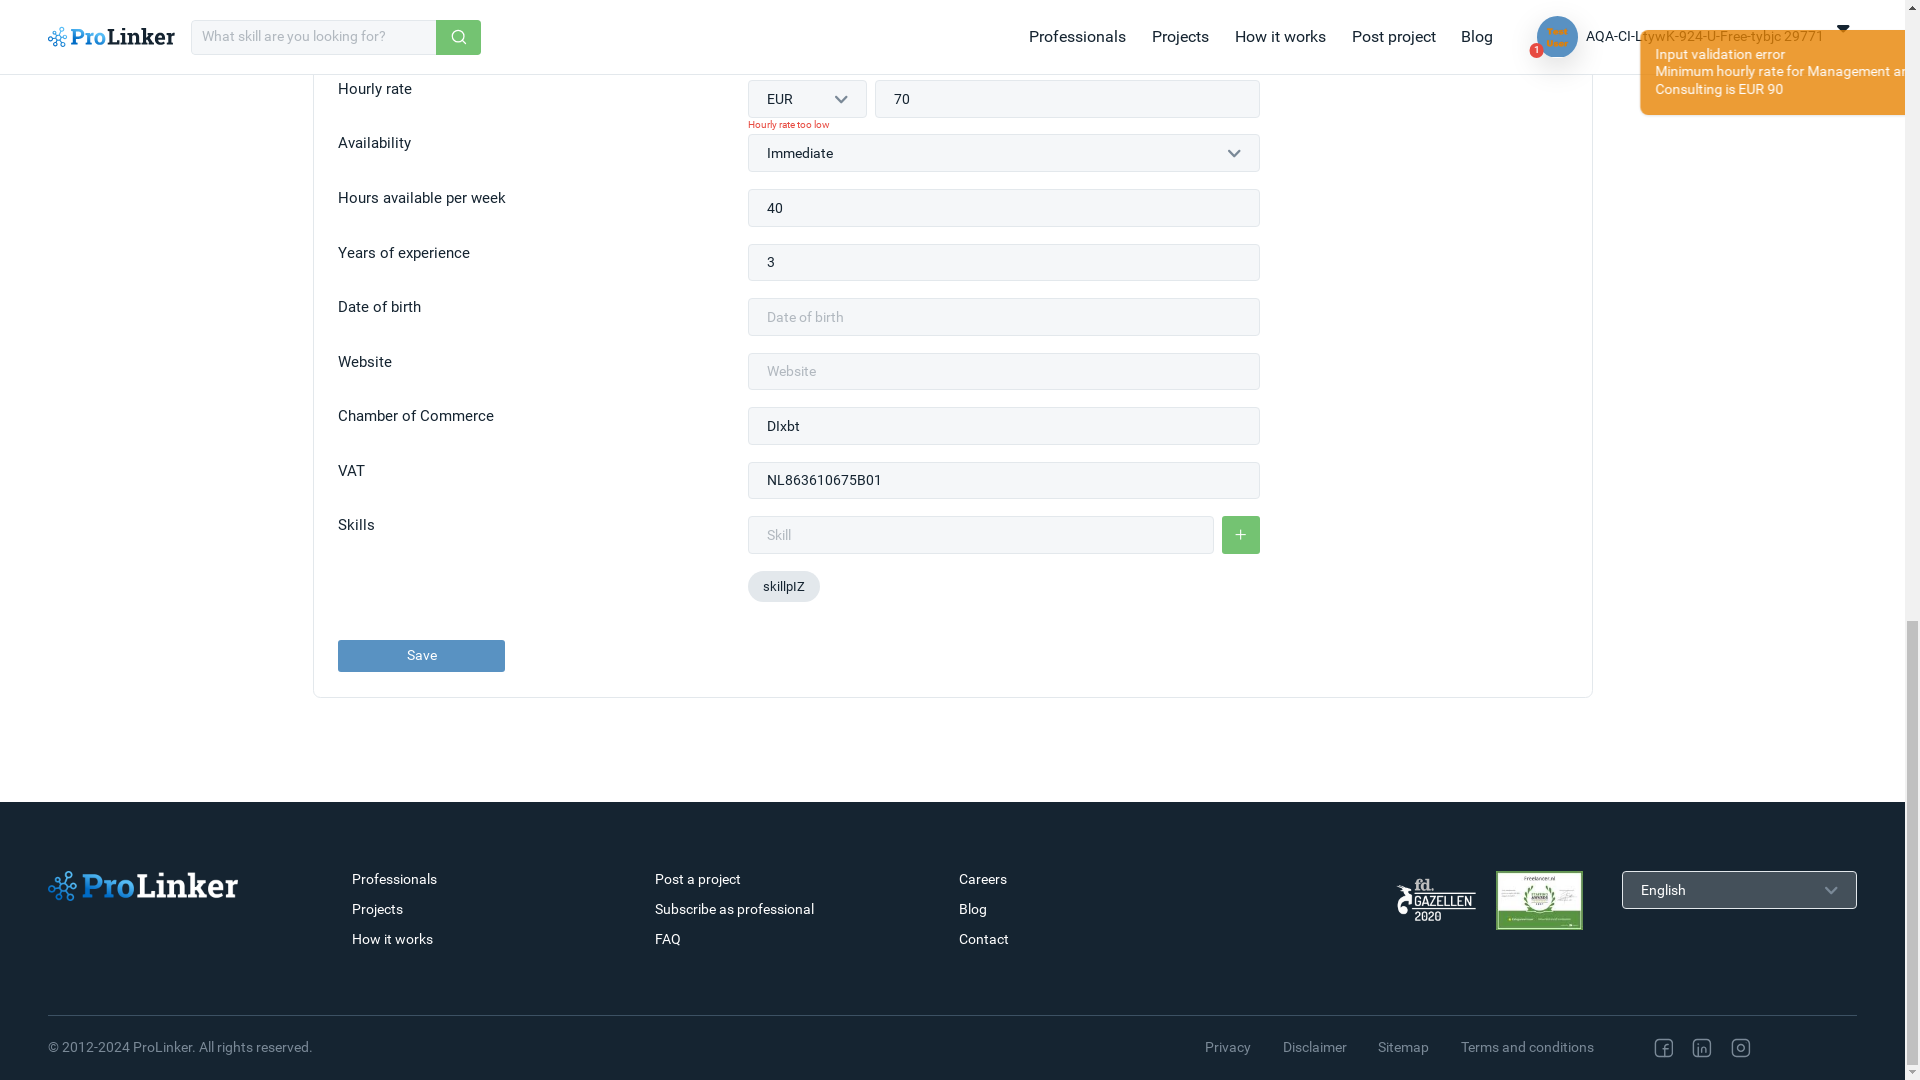 ProLinker
What skill are you looking for?
Professionals
Projects
How it works
Post project
Blog
Test
User
1
AQA-CI-LtywK-924-U-Free-tybjc 29771
Input validation error
Minimum hourly rate for Management
Consulting is EUR 90
Hourly rate
EUR
70
Hourly rate too low
Availability
Immediate
Hours available per week
40
Years of experience
3
Date of birth
Date of birth
Website
Website
Chamber of Commerce
DIxbt
VAT
NL863610675B01
Skills
Skill
+
skillpIZ
Save
ProLinker
Professionals
Projects
How it works
Post a project
Subscribe as professional
FAQ
Careers
Blog
Contact
fd.
GAZELLEN
2020
Freelancer.nl
English
© 2012-2024 ProLinker. All rights reserved.
Privacy
Disclaimer
Sitemap
Terms and conditions